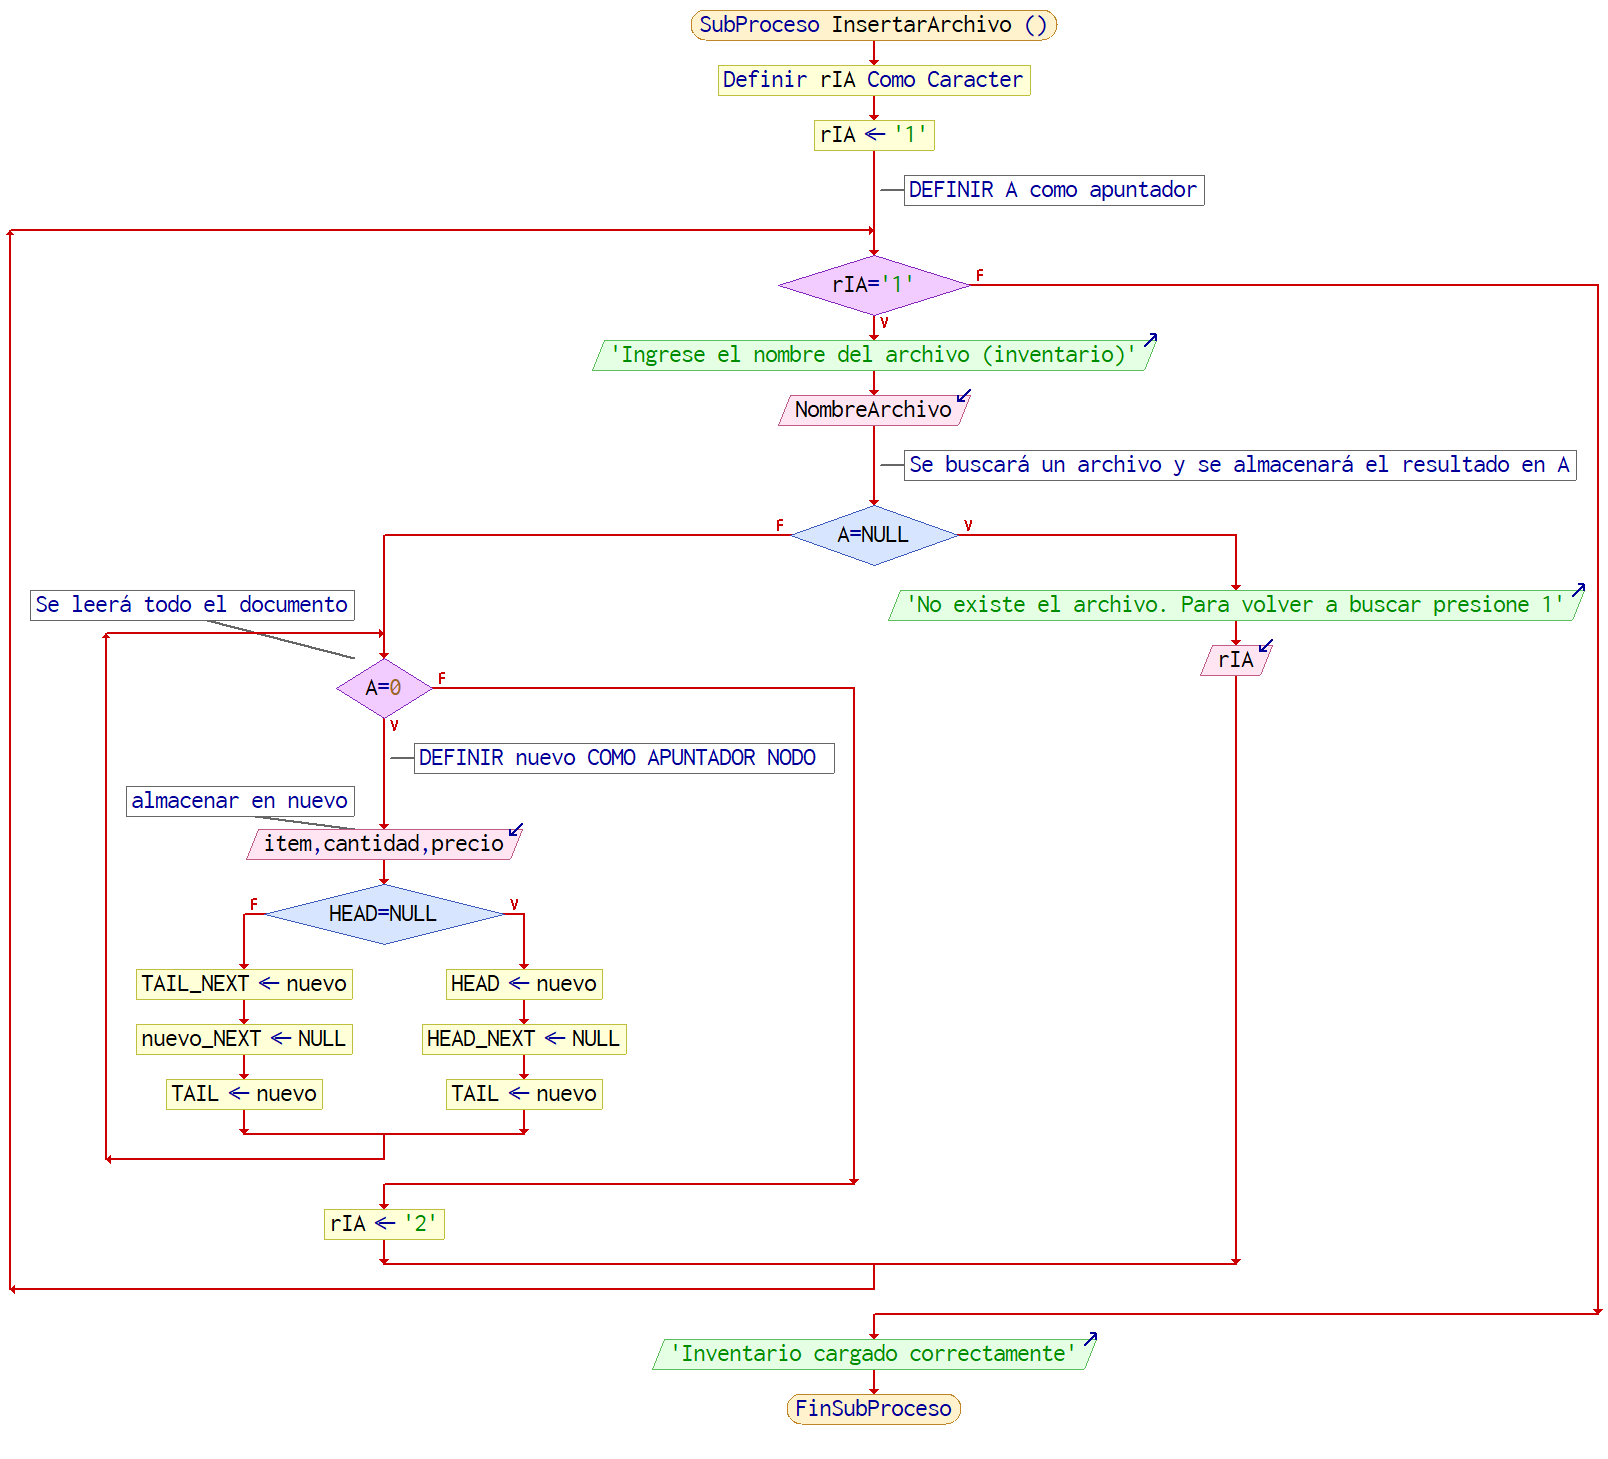 SubProceso InsertarArchivo ()
Definir rIA Como Caracter
rIA ← '1'
DEFINIR A como apuntador
rIA='1'
F
V
'Ingrese el nombre del archivo (inventario)'
NombreArchivo
Se buscará un archivo y se almacenará el resultado en A
F
A=NULL
V
Se leerá todo el documento
'No existe el archivo. Para volver a buscar presione 1'
rIA
A=0
F
V
DEFINIR nuevo COMO APUNTADOR NODO
almacenar en nuevo
item,cantidad,precio
F
HEAD=NULL
V
TAIL_NEXT ← nuevo
HEAD ← nuevo
nuevo_NEXT ← NULL
HEAD_NEXT ← NULL
TAIL ← nuevo
TAIL ← nuevo
rIA ← '2'
'Inventario cargado correctamente'
FinSubProceso